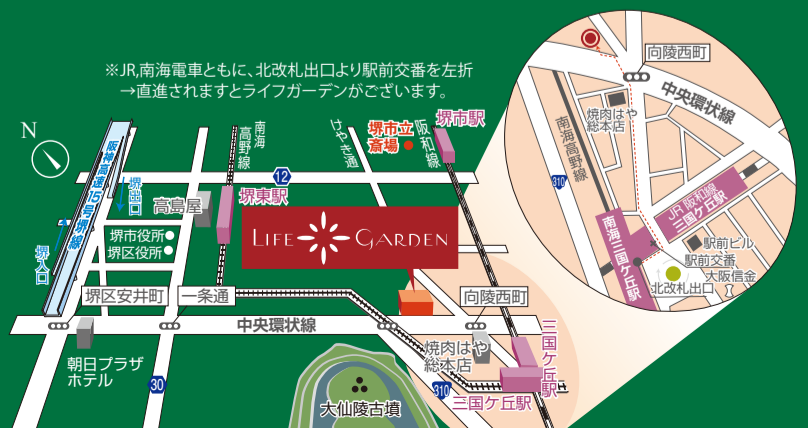 ※JR,南海電車ともに、北改札出口より駅前交番を左折
→直進されますとライフガーデンがございます。
N
阪神高速15号堺線
堺出口
堺入口
高島屋
堺市役所
堺区役所
南海
高野線
堺東駅
12
けやき通
堺市立
斎場
阪和線
堺市駅
LIFE GARDEN
堺区安井町
一条通
向陵西町
中央環状線
朝日プラザ
ホテル
30
大仙陵古墳
310
焼肉はや
総本店
三国ケ丘駅
三国ケ丘駅
向陵西町
中央環状線
焼肉はや
総本店
南海高野線
310
JR 阪和線
三国ケ丘駅
南海三国ケ丘駅
駅前ビル
駅前交番
大阪信金
北改札出口